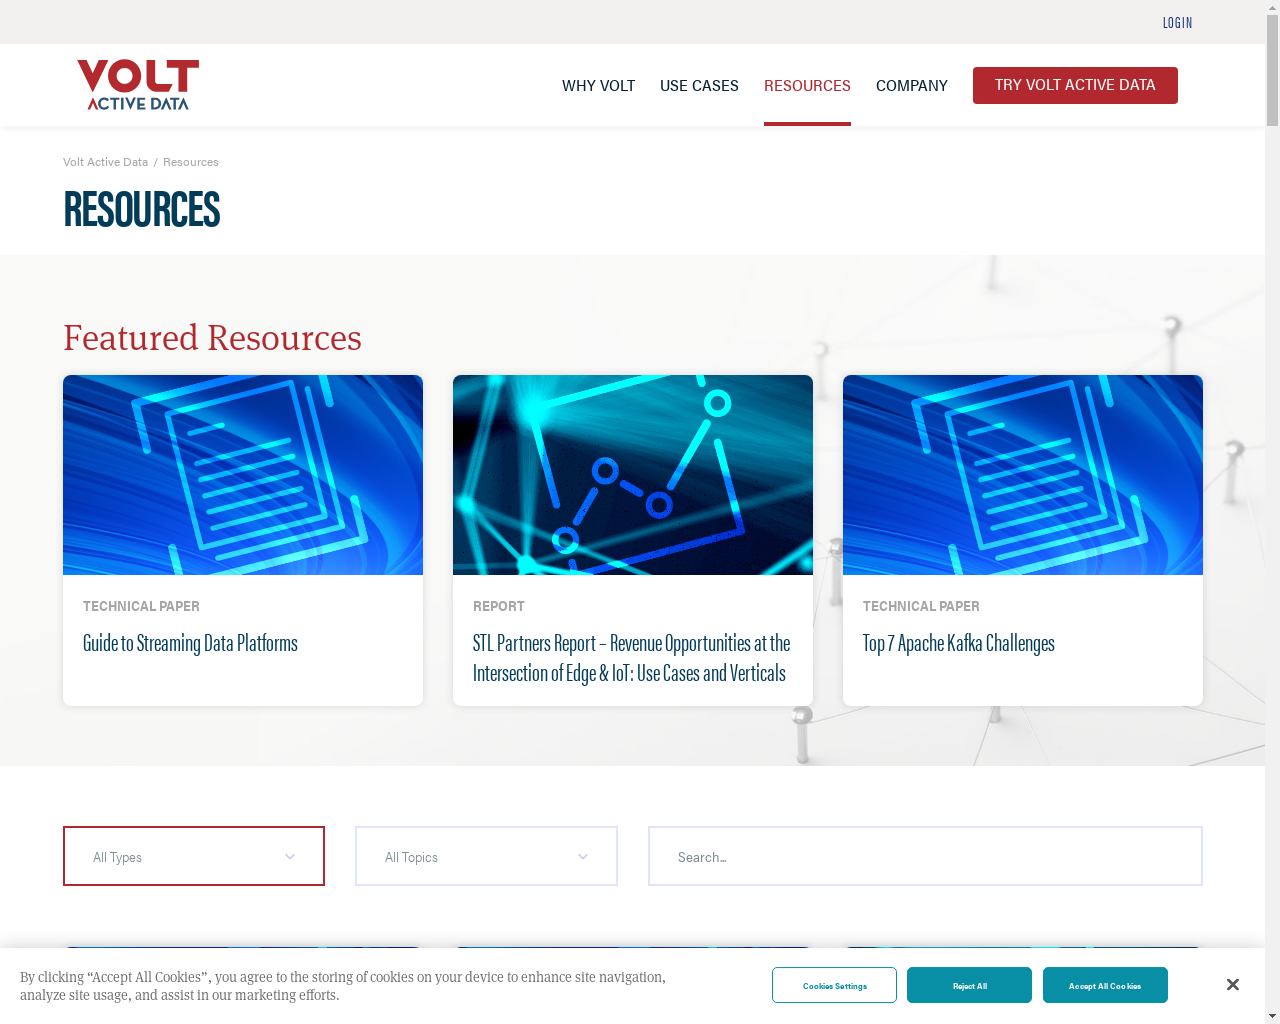 LOGIN
VOLT
ACTIVE DATA
WHY VOLT
USE CASES
RESOURCES
COMPANY
TRY VOLT ACTIVE DATA
Volt Active Data / Resources
RESOURCES
Featured Resources
TECHNICAL PAPER
Guide to Streaming Data Platforms
REPORT
STL Partners Report – Revenue Opportunities at the
Intersection of Edge & IoT: Use Cases and Verticals
TECHNICAL PAPER
Top 7 Apache Kafka Challenges
All Types
All Topics
Search...
By clicking “Accept All Cookies”, you agree to the storing of cookies on your device to enhance site navigation,
analyze site usage, and assist in our marketing efforts.
Cookies Settings
Reject All
Accept All Cookies